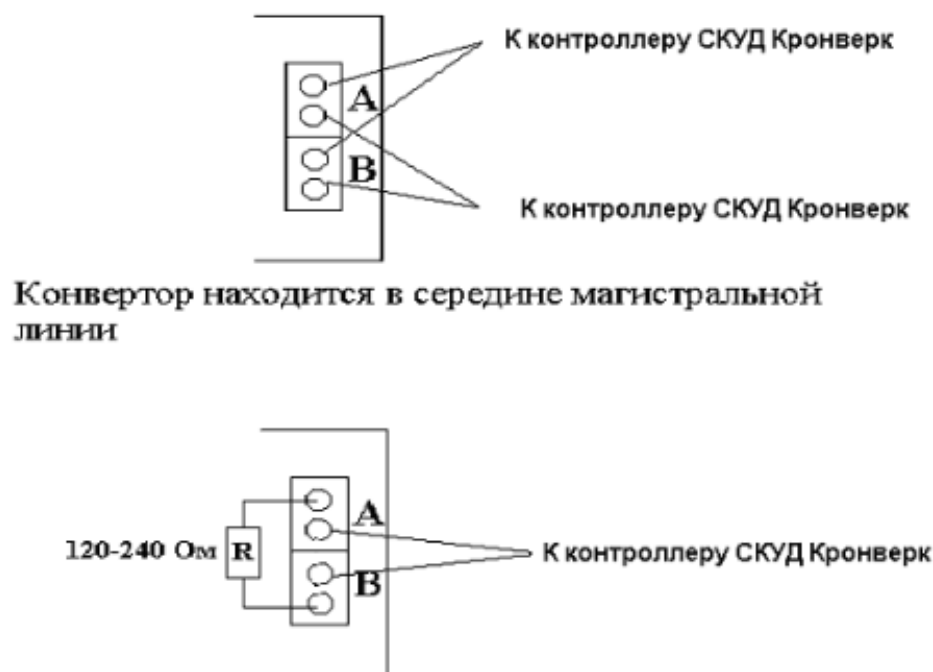 К контроллеру СКУД Кронверк
A
B
К контроллеру СКУД Кронверк
Конвертор находится в середине магистральной
линии
A
120-240 Ом R
К контроллеру СКУД Кронверк
B